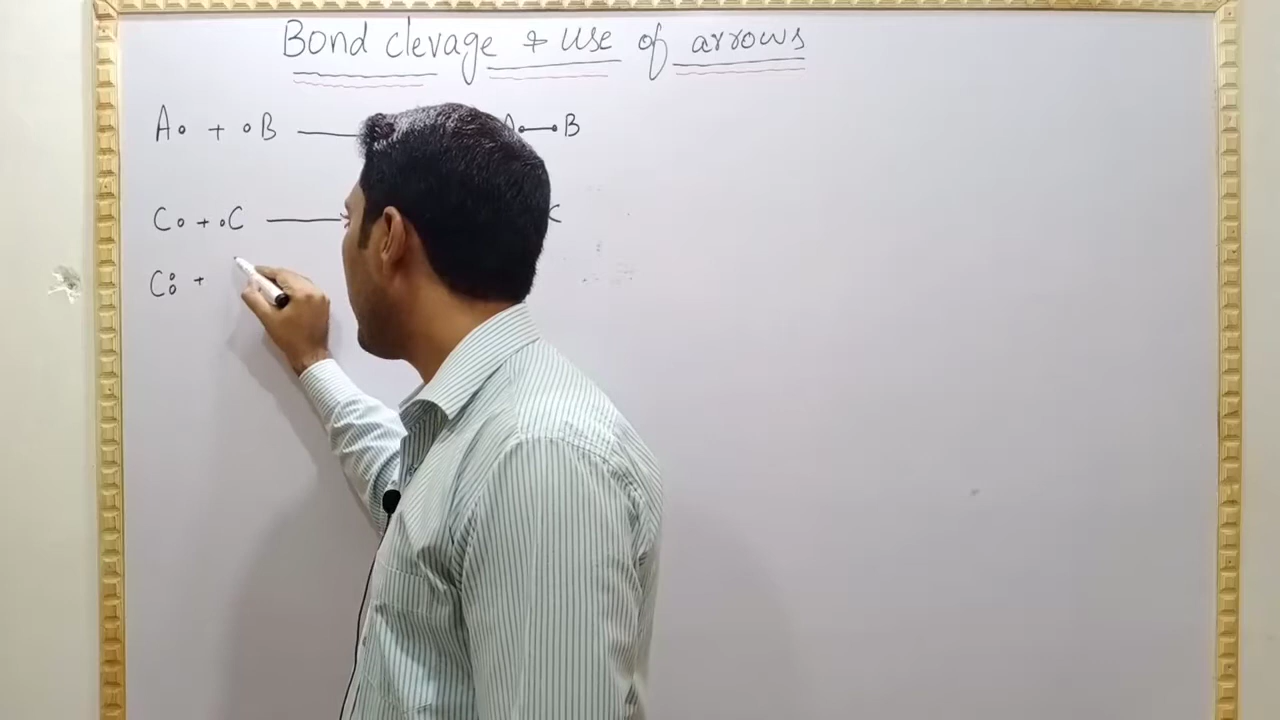 Bond clevage + use of arrows
A∘ + ∘B —— A•—•B
C∘ + ∘C —— C
C⦂ +